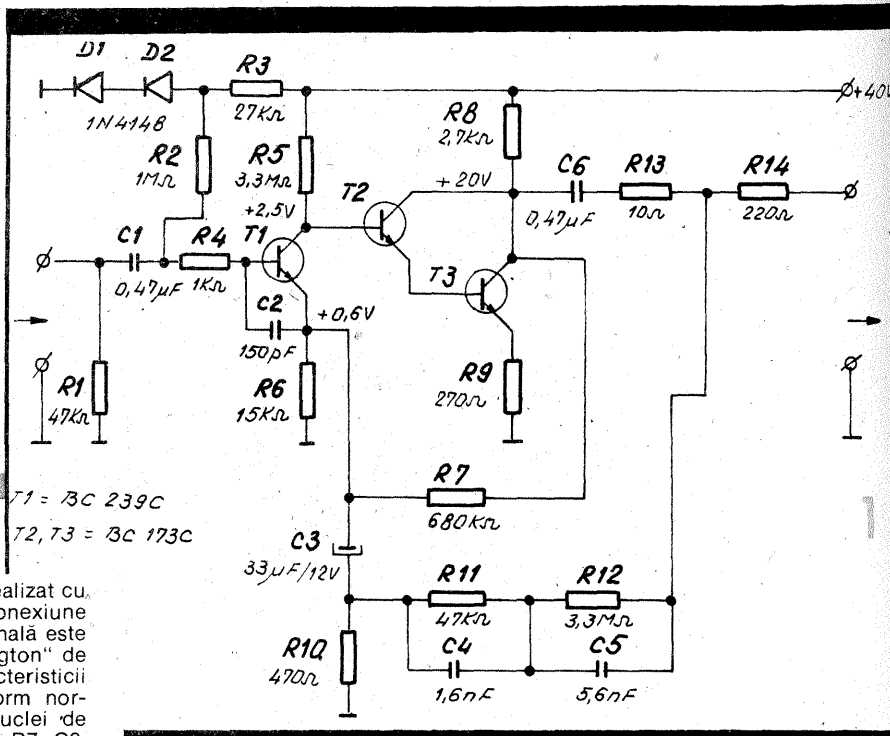 D1 D2
1N4148
R3
27KΩ
R2
1MΩ
R5
3,3MΩ
+2,5V
R8
2,7KΩ
+40V
T2
+20V
C6
0,47µF
R13
10Ω
R14
220Ω
C1
0,47µF
R4
1KΩ
T1
C2
150pF
+0,6V
T3
R1
47KΩ
R6
15KΩ
R9
270Ω
R7
680KΩ
T1 = BC 239C
T2, T3 = BC 173C
C3
33µF/12V
R11
47KΩ
R12
3,3MΩ
R10
470Ω
C4
1,6nF
C5
5,6nF
ealizat cu
onexiune
nală este
gton" de
cteristicii
orm nor-
uclei de